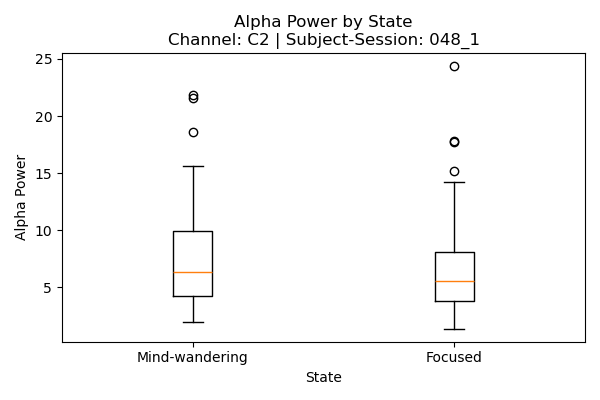 Alpha Power by State
Channel: C2 | Subject-Session: 048_1
Alpha Power
25
20
15
10
5
Mind-wandering
Focused
State